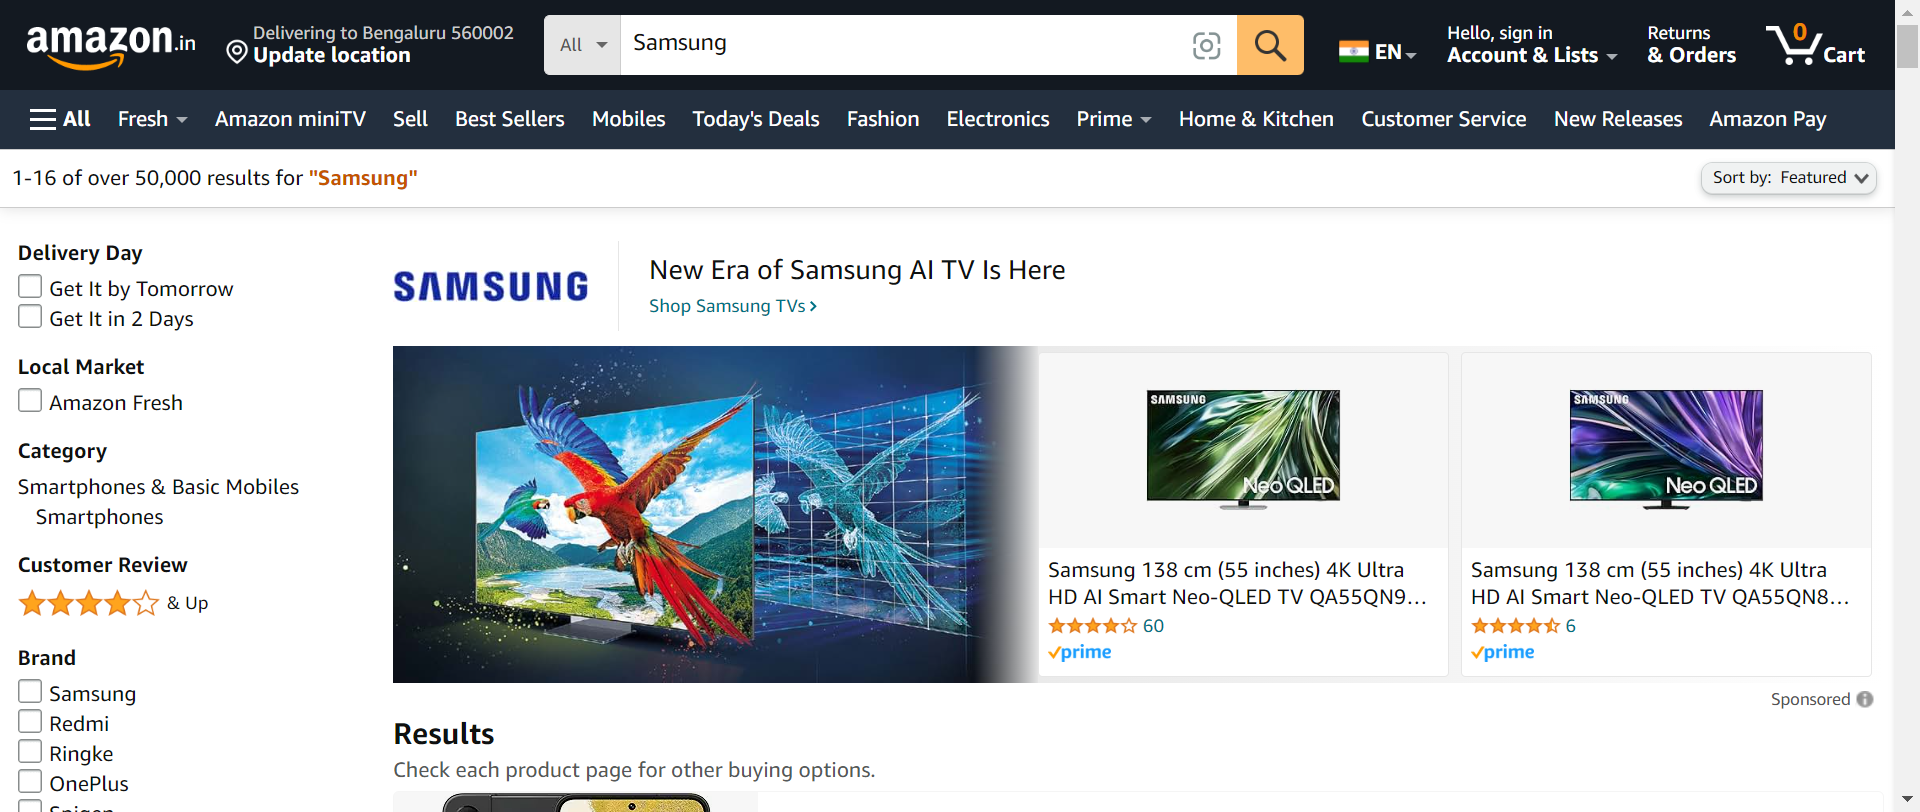 amazon.in
Delivering to Bengaluru 560002
Update location
All
Samsung
EN
Hello, sign in
Account & Lists
Returns
& Orders
0
Cart
All
Fresh
Amazon miniTV
Sell
Best Sellers
Mobiles
Today's Deals
Fashion
Electronics
Prime
Home & Kitchen
Customer Service
New Releases
Amazon Pay
1-16 of over 50,000 results for "Samsung"
Sort by: Featured
Delivery Day
Get It by Tomorrow
Get It in 2 Days
Local Market
Amazon Fresh
Category
Smartphones & Basic Mobiles
Smartphones
Customer Review
& Up
Brand
Samsung
Redmi
Ringke
OnePlus
Spigen
SAMSUNG
New Era of Samsung AI TV Is Here
Shop Samsung TVs
SAMSUNG
Neo QLED
Samsung 138 cm (55 inches) 4K Ultra
HD AI Smart Neo-QLED TV QA55QN9...
60
prime
SAMSUNG
Neo QLED
Samsung 138 cm (55 inches) 4K Ultra
HD AI Smart Neo-QLED TV QA55QN8...
6
prime
Sponsored
Results
Check each product page for other buying options.